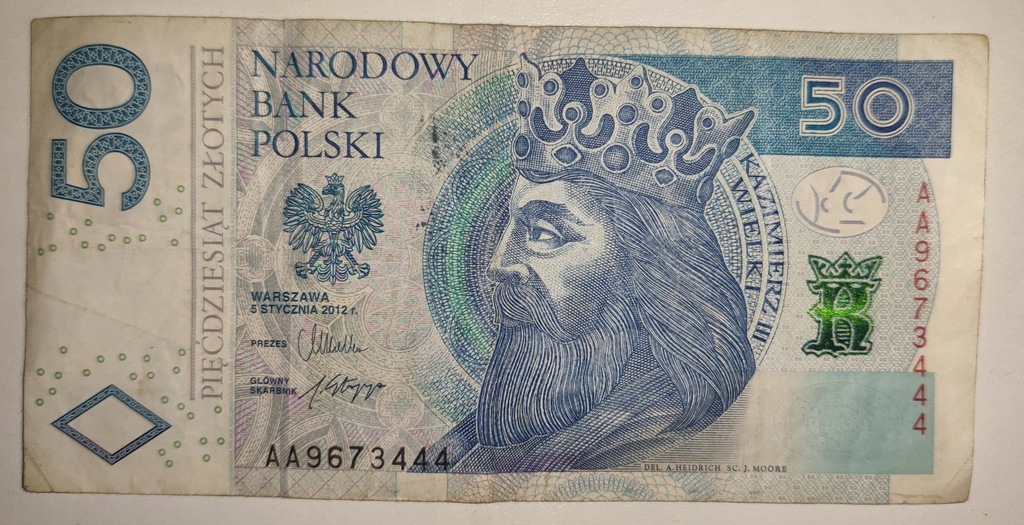 50
PIĘĆDZIESIĄT ZŁOTYCH
NARODOWY
BANK
POLSKI
WARSZAWA
5 STYCZNIA 2012 r.
PREZES
GŁÓWNY
SKARBNIK
AA9673444
KAZIMIERZ III
WIELKI
50
AA9673444
DEL. A.HEIDRICH SC. J. MOORE